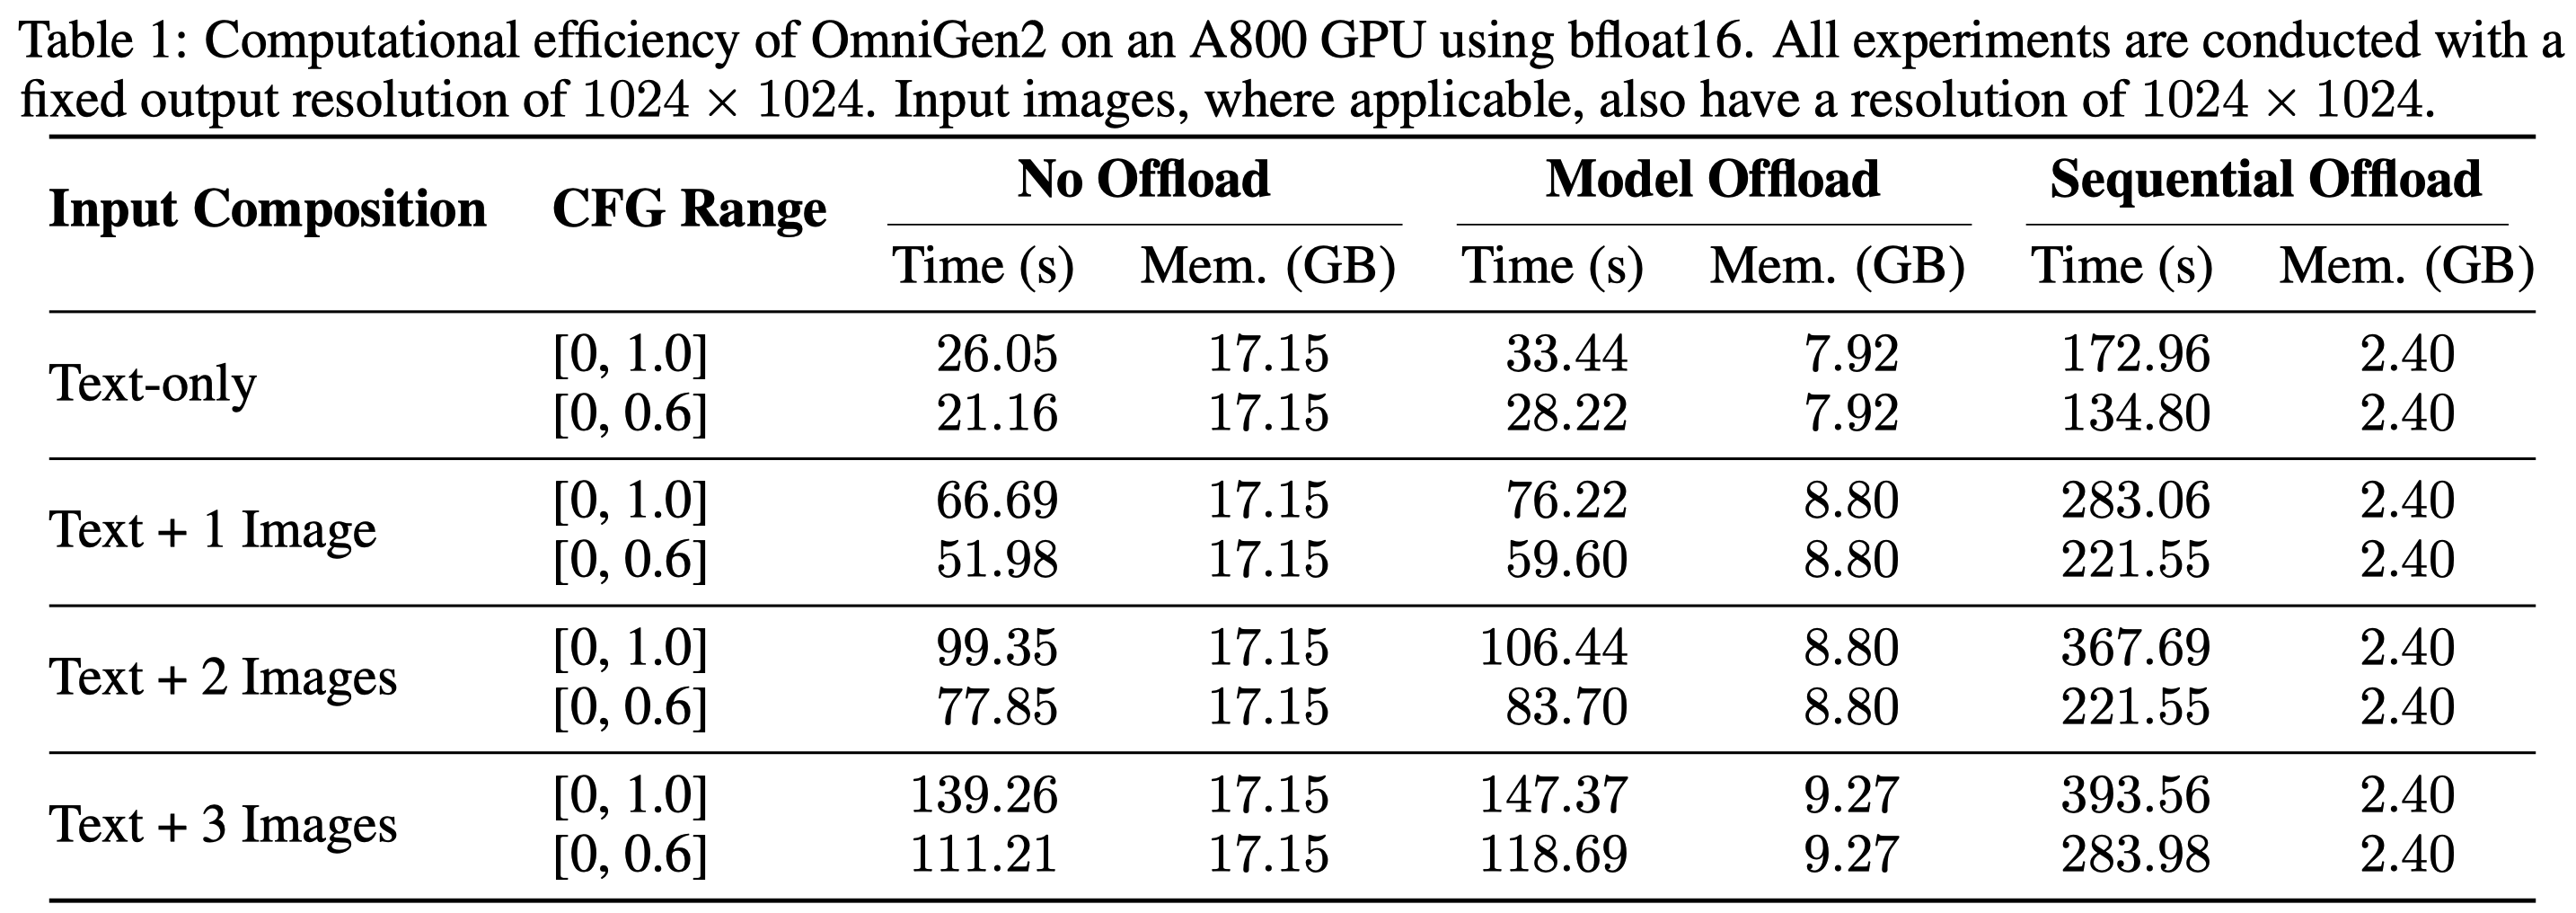 Table 1: Computational efficiency of OmniGen2 on an A800 GPU using bfloat16. All experiments are conducted with a
fixed output resolution of 1024 × 1024. Input images, where applicable, also have a resolution of 1024 × 1024.
Input Composition CFG Range No Offload Model Offload Sequential Offload
Time (s) Mem. (GB) Time (s) Mem. (GB) Time (s) Mem. (GB)
Text-only
[0, 1.0] 26.05 17.15 33.44 7.92 172.96 2.40
[0, 0.6] 21.16 17.15 28.22 7.92 134.80 2.40
Text + 1 Image
[0, 1.0] 66.69 17.15 76.22 8.80 283.06 2.40
[0, 0.6] 51.98 17.15 59.60 8.80 221.55 2.40
Text + 2 Images
[0, 1.0] 99.35 17.15 106.44 8.80 367.69 2.40
[0, 0.6] 77.85 17.15 83.70 8.80 221.55 2.40
Text + 3 Images
[0, 1.0] 139.26 17.15 147.37 9.27 393.56 2.40
[0, 0.6] 111.21 17.15 118.69 9.27 283.98 2.40